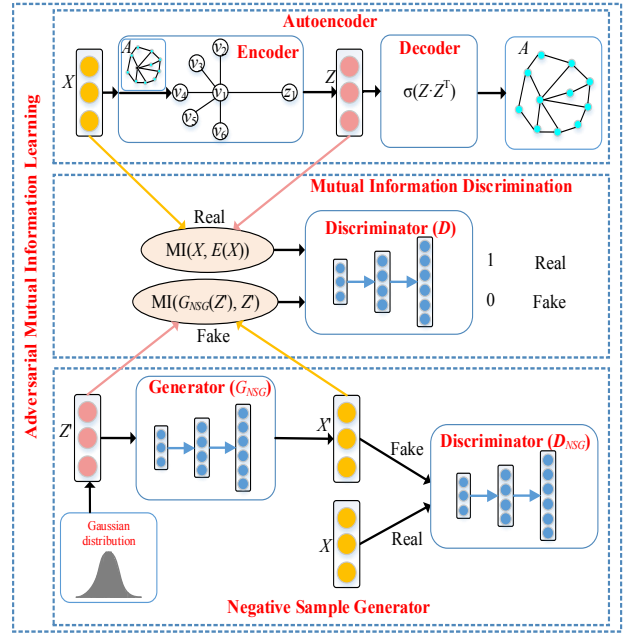 Adversarial Mutual Information Learning
Autoencoder
X
A
Encoder
v2
v3
v4
v1
z1
v5
v6
Z
Decoder
σ(Z·Z^T)
A
Mutual Information Discrimination
Real
MI(X, E(X))
Discriminator (D)
1 Real
MI(G_NSG(Z'), Z')
0 Fake
Fake
Generator (G_NSG)
Z'
X'
Fake
Discriminator (D_NSG)
Gaussian
distribution
X
Real
Negative Sample Generator